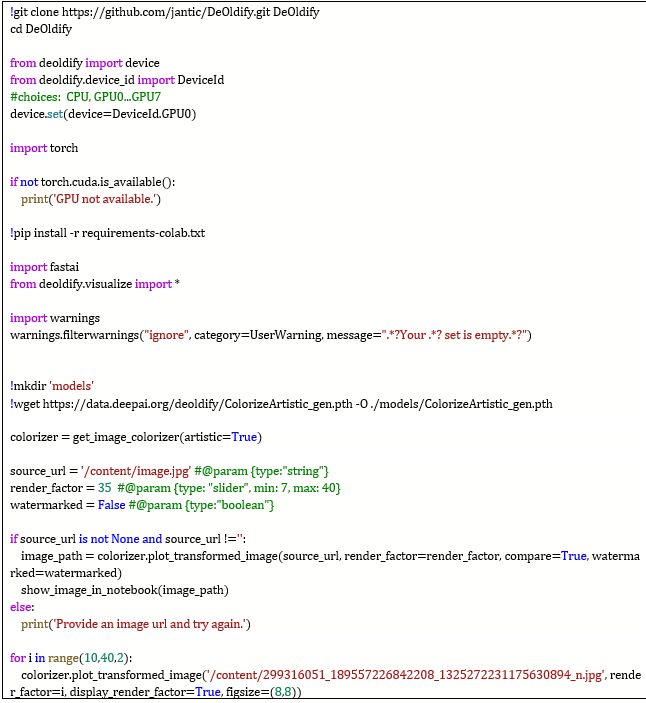 !git clone https://github.com/jantic/DeOldify.git DeOldify
cd DeOldify
from deoldify import device
from deoldify.device_id import DeviceId
#choices:  CPU, GPU0...GPU7
device.set(device=DeviceId.GPU0)
import torch
if not torch.cuda.is_available():
    print('GPU not available.')
!pip install -r requirements-colab.txt
import fastai
from deoldify.visualize import *
import warnings
warnings.filterwarnings("ignore", category=UserWarning, message=".*?Your .*? set is empty.*?")
!mkdir 'models'
!wget https://data.deepai.org/deoldify/ColorizeArtistic_gen.pth -O ./models/ColorizeArtistic_gen.pth
colorizer = get_image_colorizer(artistic=True)
source_url = '/content/image.jpg' #@param {type:"string"}
render_factor = 35  #@param {type: "slider", min: 7, max: 40}
watermarked = False #@param {type:"boolean"}
if source_url is not None and source_url !='':
    image_path = colorizer.plot_transformed_image(source_url, render_factor=render_factor, compare=True, waterma
rked=watermarked)
    show_image_in_notebook(image_path)
else:
    print('Provide an image url and try again.')
for i in range(10,40,2):
    colorizer.plot_transformed_image('/content/299316051_189557226842208_1325272231175630894_n.jpg', rende
r_factor=i, display_render_factor=True, figsize=(8,8))